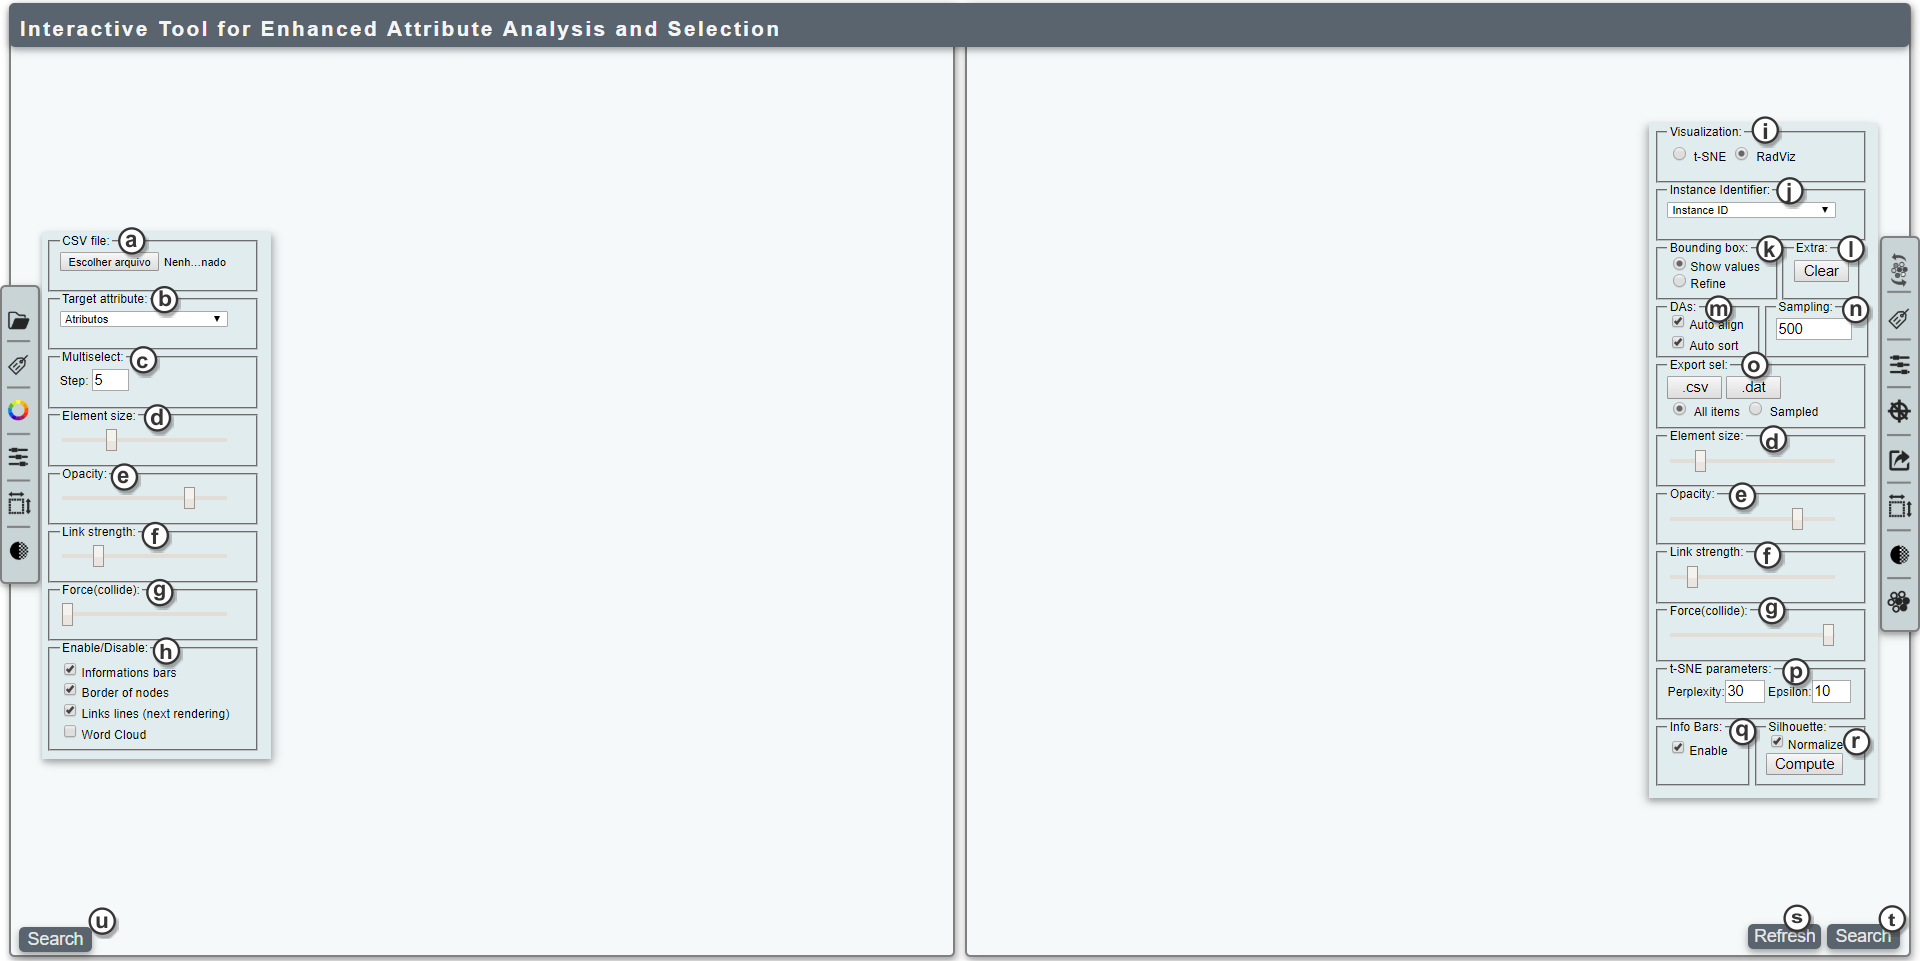 Interactive Tool for Enhanced Attribute Analysis and Selection
CSV file: a
Escolher arquivo Nenh...nado
Target attribute: b
Atributos
Multiselect: c
Step: 5
Element size: d
Opacity: e
Link strength: f
Force(collide): g
Enable/Disable: h
Informations bars
Border of nodes
Links lines (next rendering)
Word Cloud
Search u
Visualization: i
t-SNE RadViz
Instance Identifier: j
Instance ID
Bounding box: k Extra: l
Show values Clear
Refine
DAs: m Sampling: n
Auto align 500
Auto sort
Export sel: o
.csv .dat
All items Sampled
Element size: d
Opacity: e
Link strength: f
Force(collide): g
t-SNE parameters: p
Perplexity: 30 Epsilon: 10
Info Bars: q Silhouette: r
Enable Normalize
Compute
s t
Refresh Search